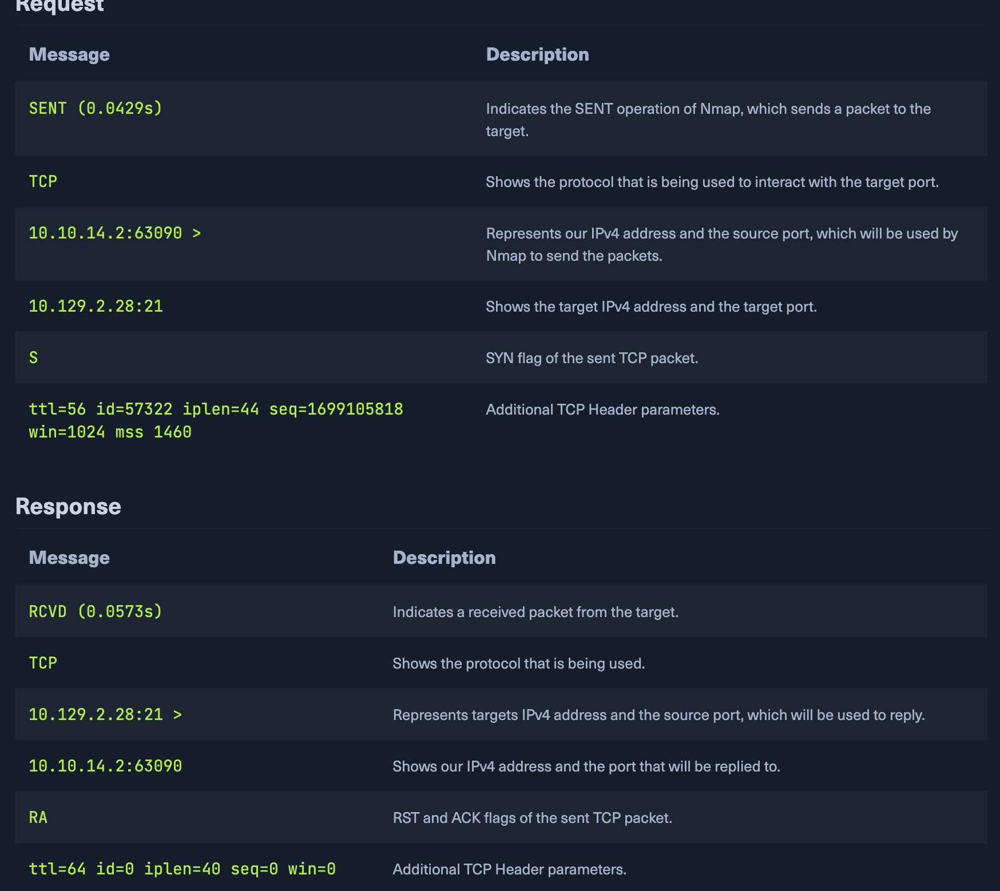 Request
Message Description
SENT (0.0429s) Indicates the SENT operation of Nmap, which sends a packet to the
target.
TCP Shows the protocol that is being used to interact with the target port.
10.10.14.2:63090 > Represents our IPv4 address and the source port, which will be used by
Nmap to send the packets.
10.129.2.28:21 Shows the target IPv4 address and the target port.
S SYN flag of the sent TCP packet.
ttl=56 id=57322 iplen=44 seq=1699105818 Additional TCP Header parameters.
win=1024 mss 1460
Response
Message Description
RCVD (0.0573s) Indicates a received packet from the target.
TCP Shows the protocol that is being used.
10.129.2.28:21 > Represents targets IPv4 address and the source port, which will be used to reply.
10.10.14.2:63090 Shows our IPv4 address and the port that will be replied to.
RA RST and ACK flags of the sent TCP packet.
ttl=64 id=0 iplen=40 seq=0 win=0 Additional TCP Header parameters.